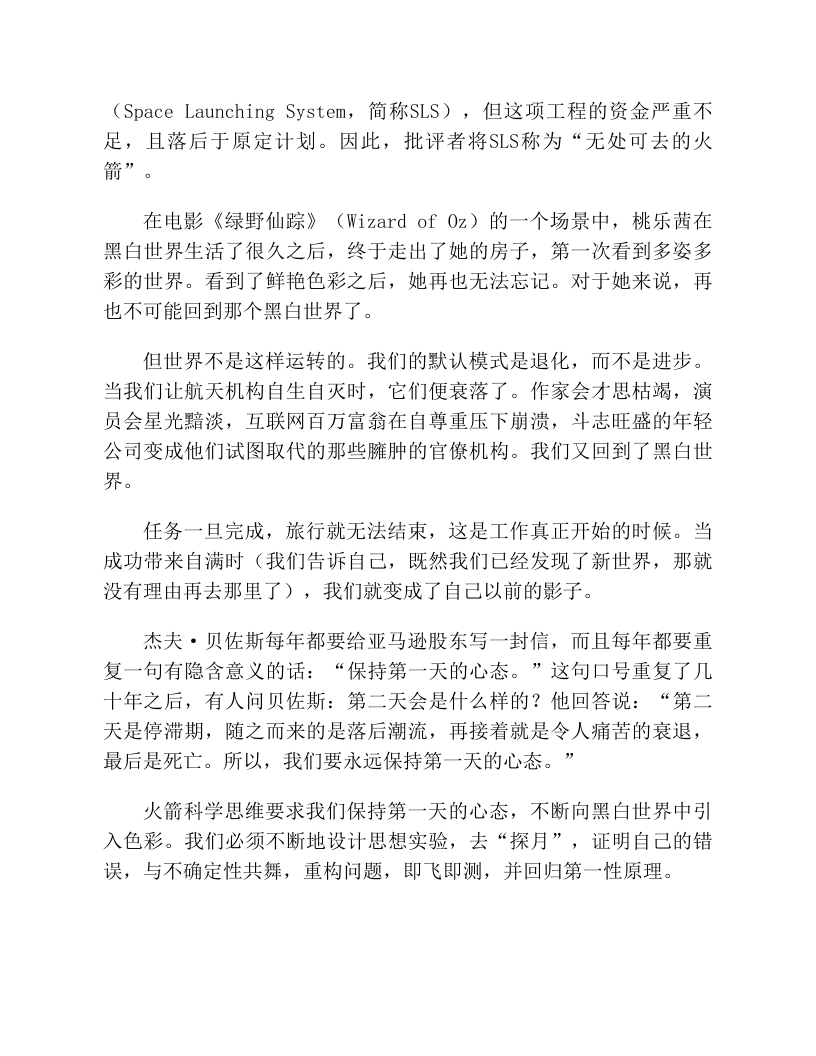 （Space Launching System，简称SLS），但这项工程的资金严重不
足，且落后于原定计划。因此，批评者将SLS称为“无处可去的火
箭”。
在电影《绿野仙踪》（Wizard of Oz）的一个场景中，桃乐茜在
黑白世界生活了很久之后，终于走出了她的房子，第一次看到多姿多
彩的世界。看到了鲜艳色彩之后，她再也无法忘记。对于她来说，再
也不可能回到那个黑白世界了。
但世界不是这样运转的。我们的默认模式是退化，而不是进步。
当我们让航天机构自生自灭时，它们便衰落了。作家会才思枯竭，演
员会星光黯淡，互联网百万富翁在自尊重压下崩溃，斗志旺盛的年轻
公司变成他们试图取代的那些臃肿的官僚机构。我们又回到了黑白世
界。
任务一旦完成，旅行就无法结束，这是工作真正开始的时候。当
成功带来自满时（我们告诉自己，既然我们已经发现了新世界，那就
没有理由再去那里了），我们就变成了自己以前的影子。
杰夫·贝佐斯每年都要给亚马逊股东写一封信，而且每年都要重
复一句有隐含意义的话：“保持第一天的心态。”这句口号重复了几
十年之后，有人问贝佐斯：第二天会是什么样的？他回答说：“第二
天是停滞期，随之而来的是落后潮流，再接着就是令人痛苦的衰退，
最后是死亡。所以，我们要永远保持第一天的心态。”
火箭科学思维要求我们保持第一天的心态，不断向黑白世界中引
入色彩。我们必须不断地设计思想实验，去“探月”，证明自己的错
误，与不确定性共舞，重构问题，即飞即测，并回归第一性原理。